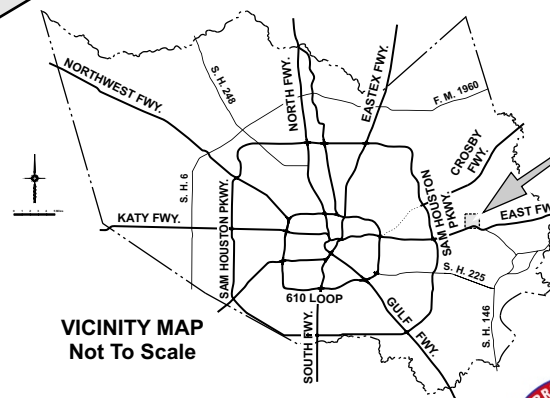 NORTHWEST FWY.
S. H. 248
NORTH FWY.
EASTEX FWY.
F. M. 1960
CROSBY
FWY.
S. H. 6
SAM HOUSTON
PKWY.
EAST FW
KATY FWY.
SAM HOUSTON PKWY.
S. H. 225
610 LOOP
GULF FWY.
S. H. 146
SOUTH FWY.
VICINITY MAP
Not To Scale